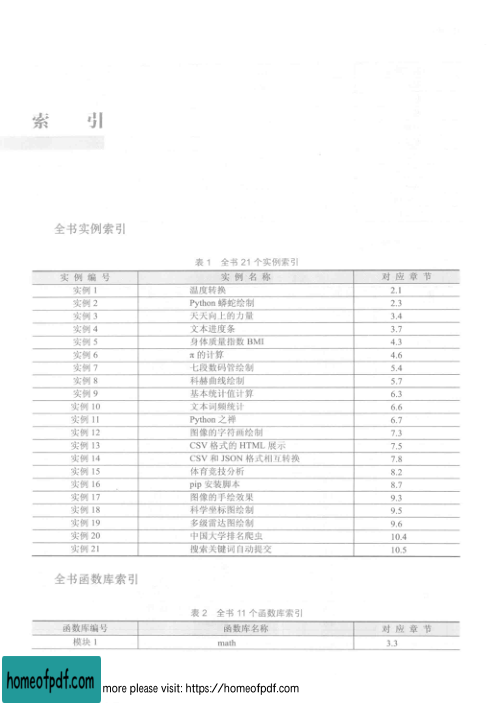 索 引
全书实例索引
表 1 全书 21 个实例索引
实 例 编 号 实 例 名 称 对 应 章 节
实例 1 温度转换 2.1
实例 2 Python 蟒蛇绘制 2.3
实例 3 天天向上的力量 3.4
实例 4 文本进度条 3.7
实例 5 身体质量指数 BMI 4.3
实例 6 π 的计算 4.6
实例 7 七段数码管绘制 5.4
实例 8 科赫曲线绘制 5.7
实例 9 基本统计值计算 6.3
实例 10 文本词频统计 6.6
实例 11 Python 之禅 6.7
实例 12 图像的字符画绘制 7.3
实例 13 CSV 格式的 HTML 展示 7.5
实例 14 CSV 和 JSON 格式相互转换 7.8
实例 15 体育竞技分析 8.2
实例 16 pip 安装脚本 8.7
实例 17 图像的手绘效果 9.3
实例 18 科学坐标图绘制 9.5
实例 19 多级雷达图绘制 9.6
实例 20 中国大学排名爬虫 10.4
实例 21 搜索关键词自动提交 10.5
全书函数库索引
表 2 全书 11 个函数库索引
函数库编号 函数库名称 对 应 章 节
模块 1 math 3.3
homeofpdf.com
more please visit: https://homeofpdf.com